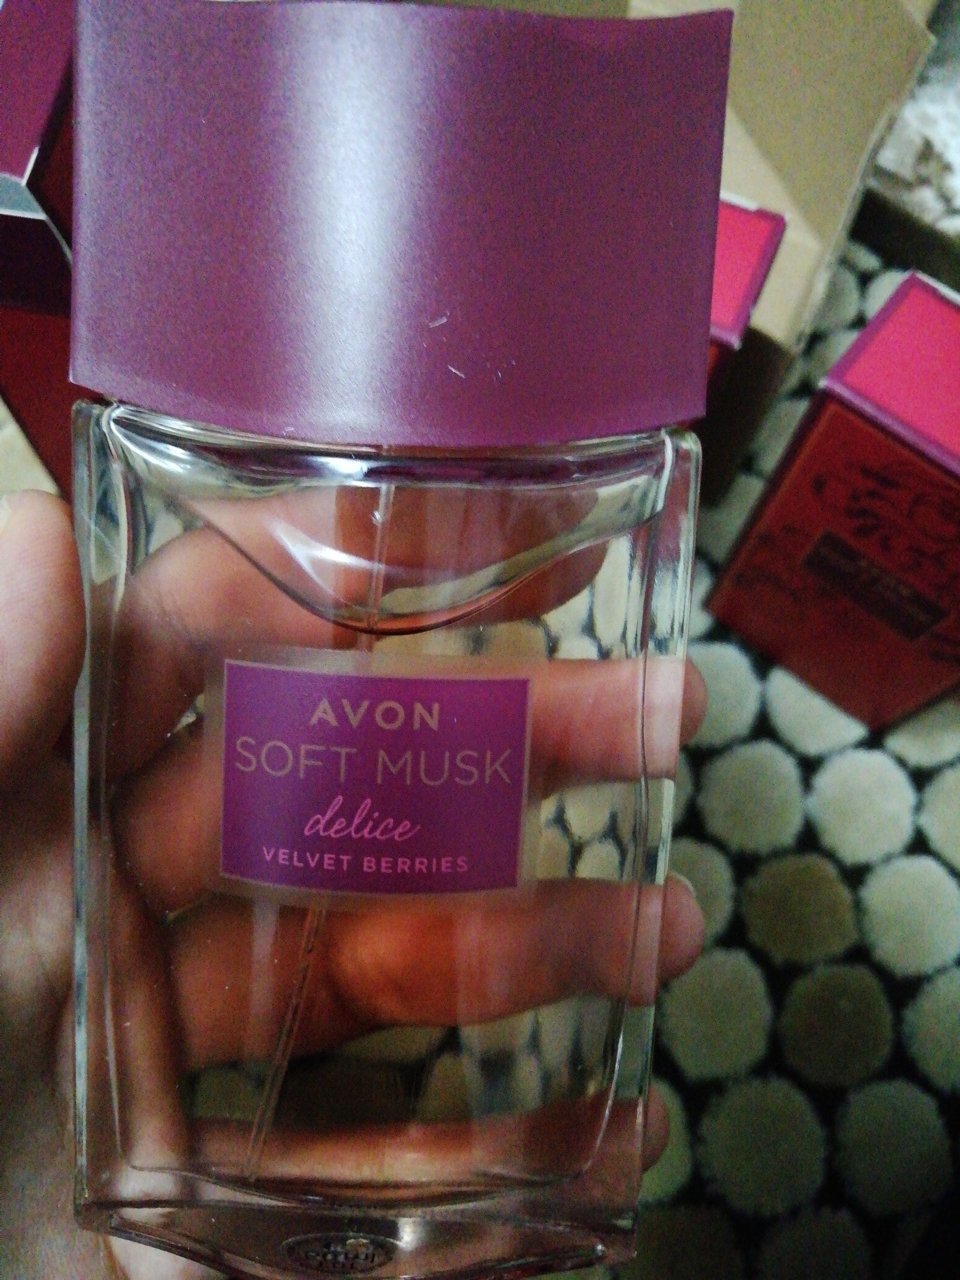 AVON
SOFT MUSK
delice
VELVET BERRIES